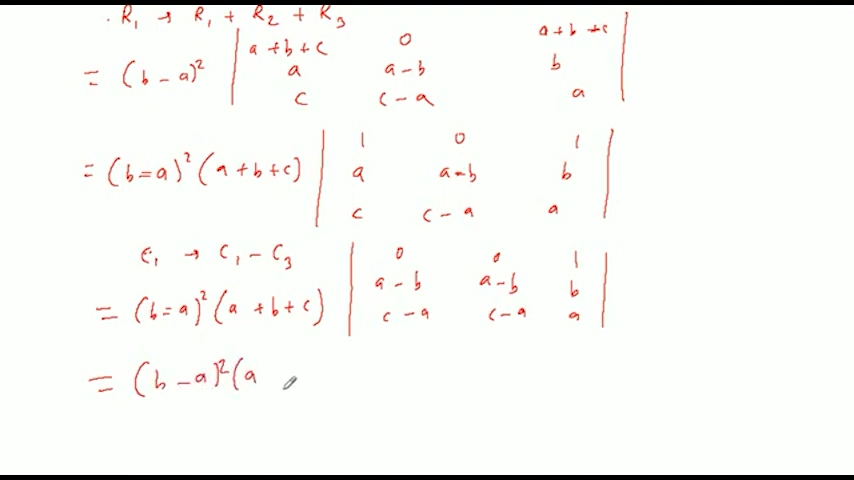 . R₁ → R₁ + R₂ + R₃
= (b - a)² | a + b + c 0 a + b + c |
| a a - b b |
| c c - a a |
= (b = a)² (a + b + c) | 1 0 1 |
| a a - b b |
| c c - a a |
C₁ → C₁ - C₃
= (b = a)² (a + b + c) | 0 0 1 |
| a - b a - b b |
| c - a c - a a |
= (b - a)² (a